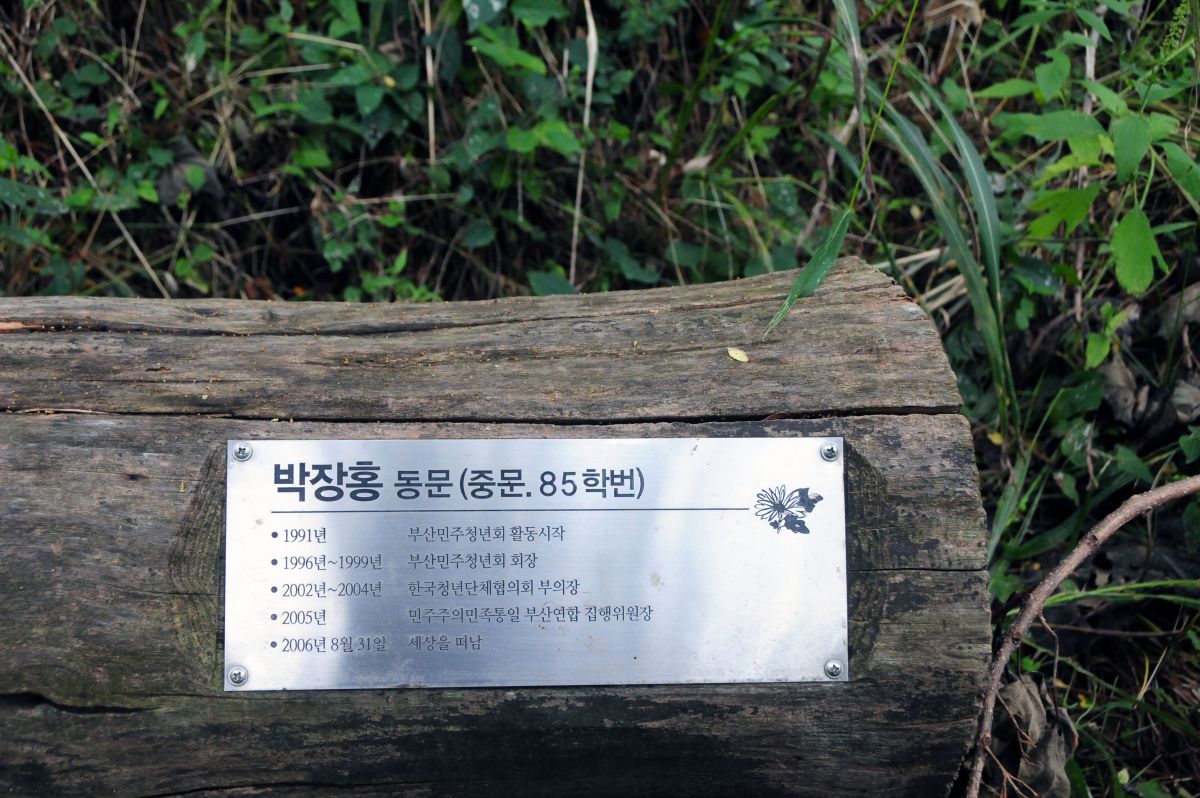 박장홍 동문 (중문. 85학번)
• 1991년 부산민주청년회 활동시작
• 1996년~1999년 부산민주청년회 회장
• 2002년~2004년 한국청년단체협의회 부의장
• 2005년 민주주의민족통일 부산연합 집행위원장
• 2006년 8월 31일 세상을 떠남